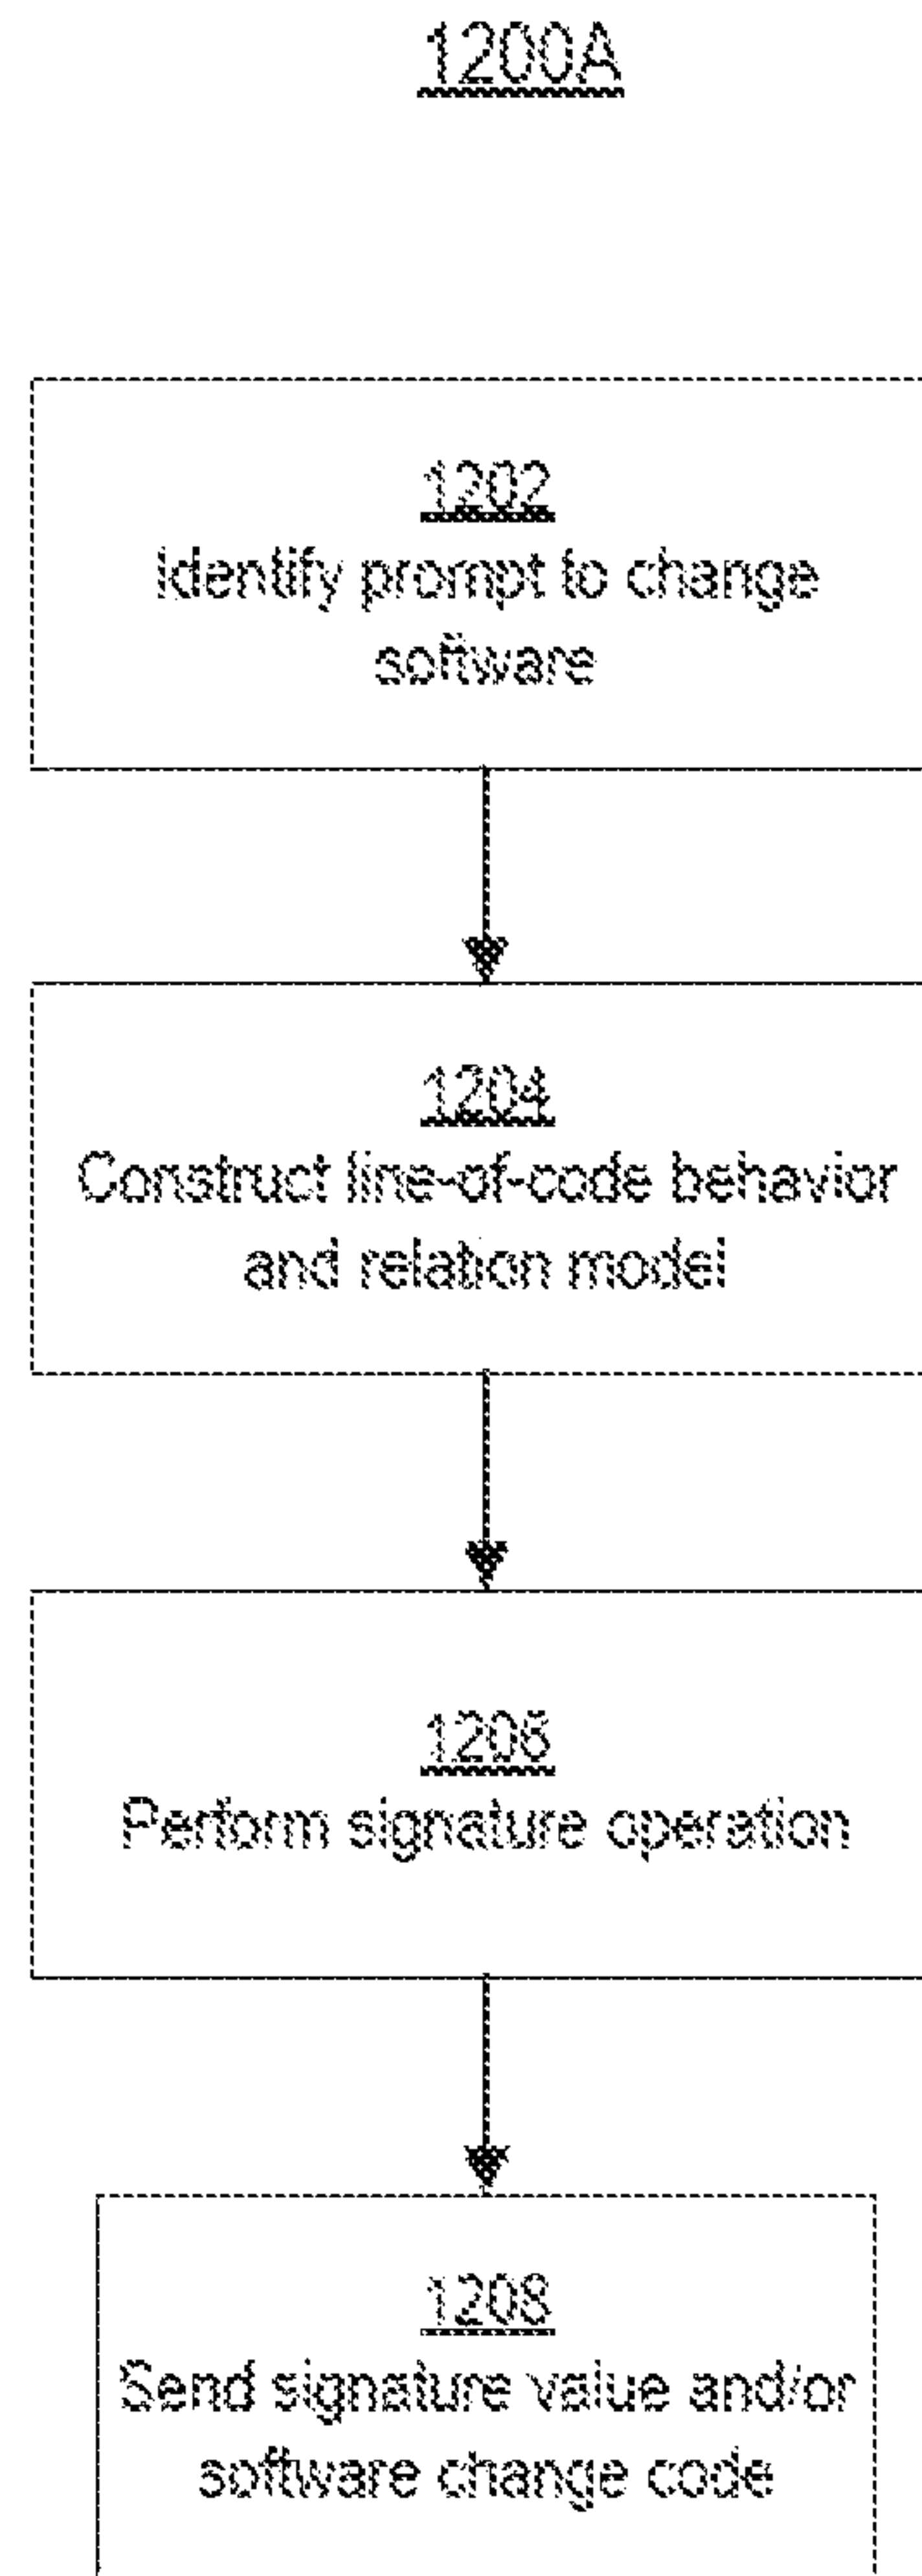 1200A
1202
Identify prompt to change
software
1204
Construct line-of-code behavior
and relation model
1206
Perform signature operation
1208
Send signature value and/or
software change code